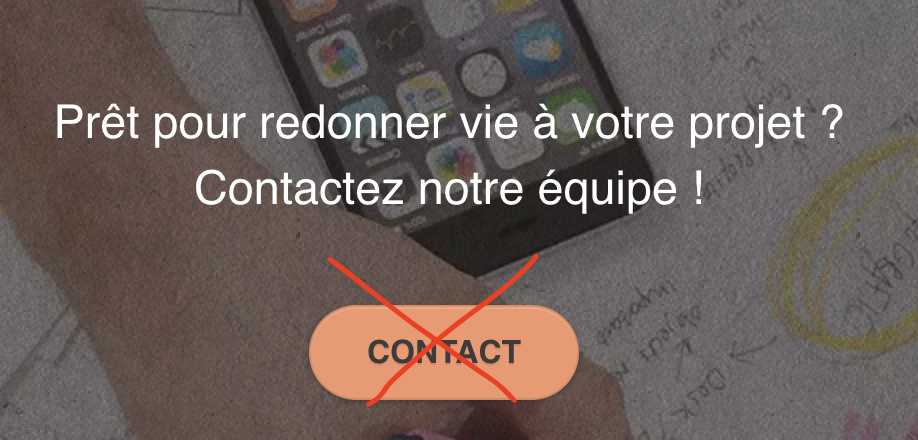 Prêt pour redonner vie à votre projet ?
Contactez notre équipe !
CONTACT